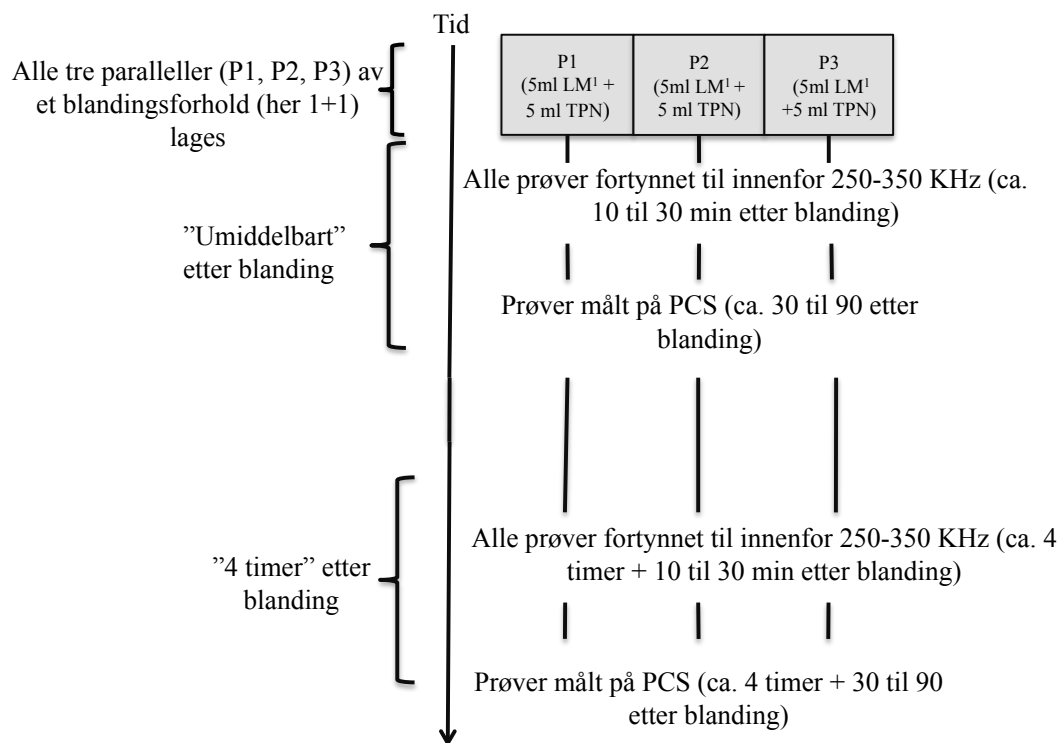 Tid
Alle tre paralleller (P1, P2, P3) av
et blandingsforhold (her 1+1)
lages
P1
(5ml LM¹ +
5 ml TPN)
P2
(5ml LM¹ +
5 ml TPN)
P3
(5ml LM¹
+5 ml TPN)
Alle prøver fortynnet til innenfor 250-350 KHz (ca.
10 til 30 min etter blanding)
”Umiddelbart”
etter blanding
Prøver målt på PCS (ca. 30 til 90 etter
blanding)
Alle prøver fortynnet til innenfor 250-350 KHz (ca. 4
timer + 10 til 30 min etter blanding)
”4 timer” etter
blanding
Prøver målt på PCS (ca. 4 timer + 30 til 90
etter blanding)